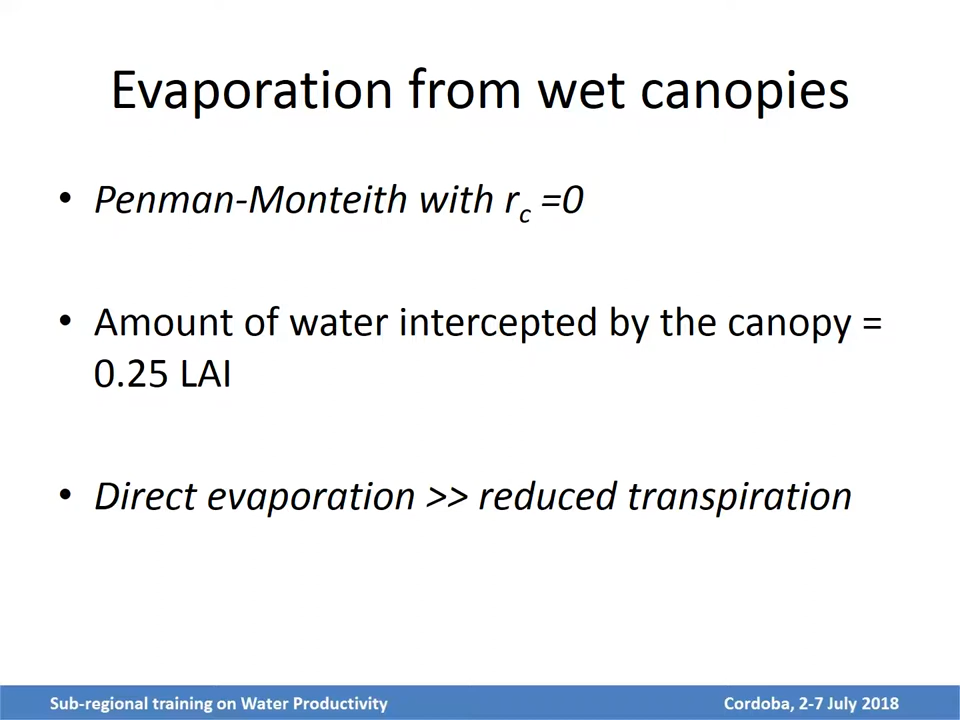 Evaporation from wet canopies
• Penman-Monteith with rc =0
• Amount of water intercepted by the canopy =
0.25 LAI
• Direct evaporation >> reduced transpiration
Sub-regional training on Water Productivity
Cordoba, 2-7 July 2018